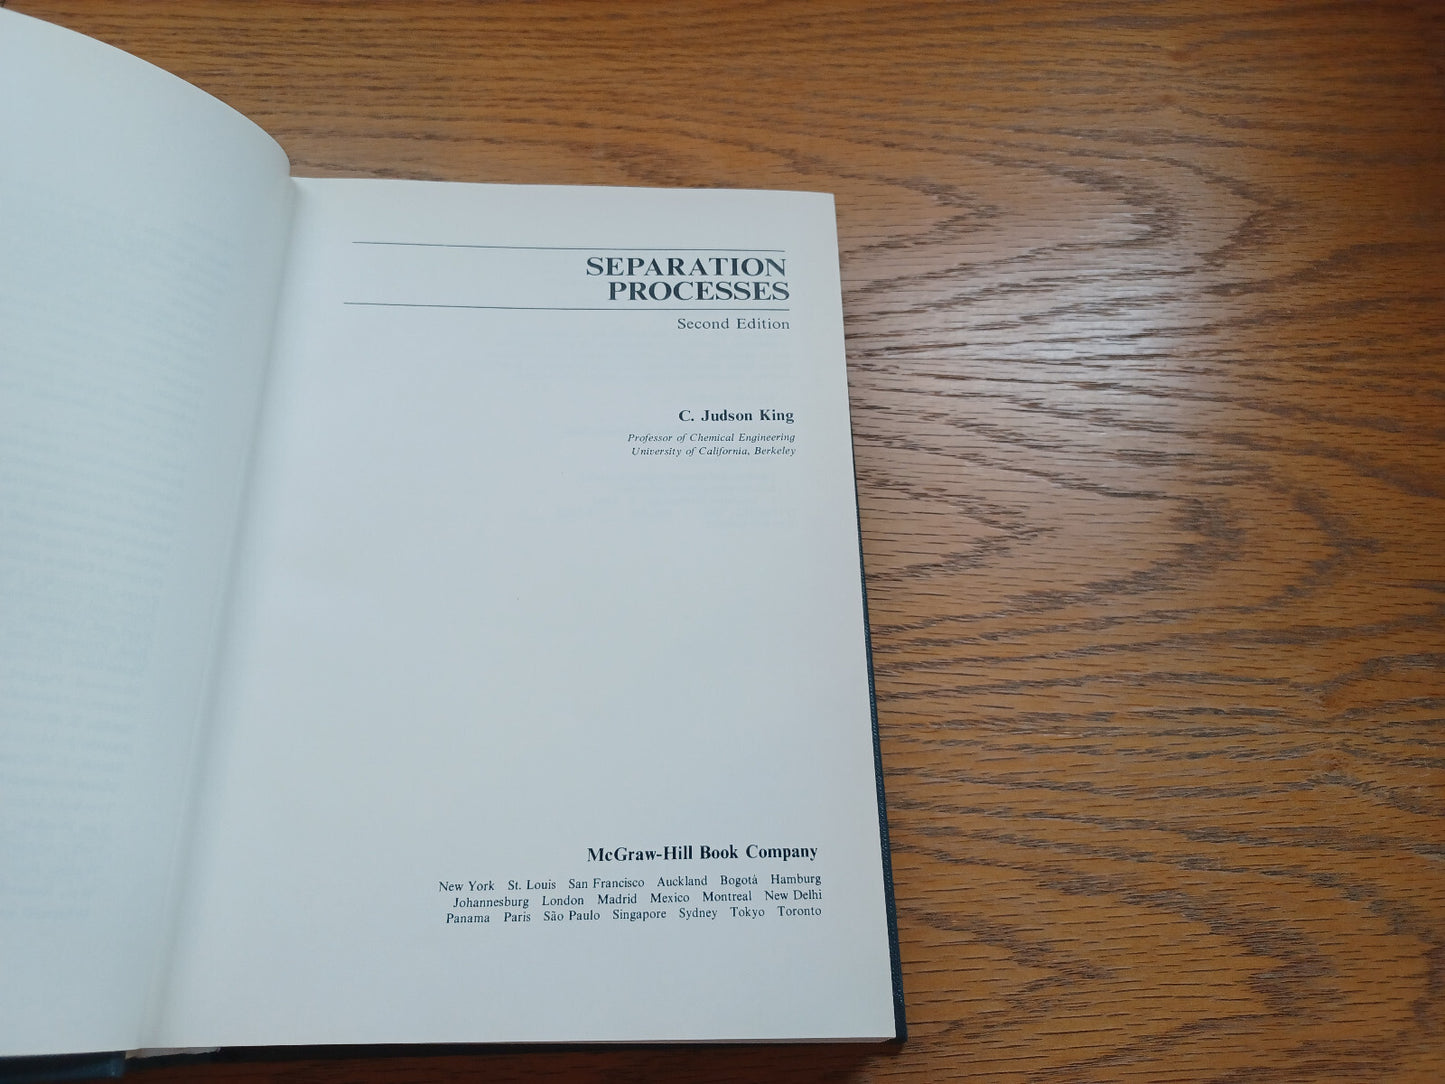 SEPARATION
PROCESSES
Second Edition
C. Judson King
Professor of Chemical Engineering
University of California, Berkeley
McGraw-Hill Book Company
New York St. Louis San Francisco Auckland Bogotá Hamburg
Johannesburg London Madrid Mexico Montreal New Delhi
Panama Paris São Paulo Singapore Sydney Tokyo Toronto